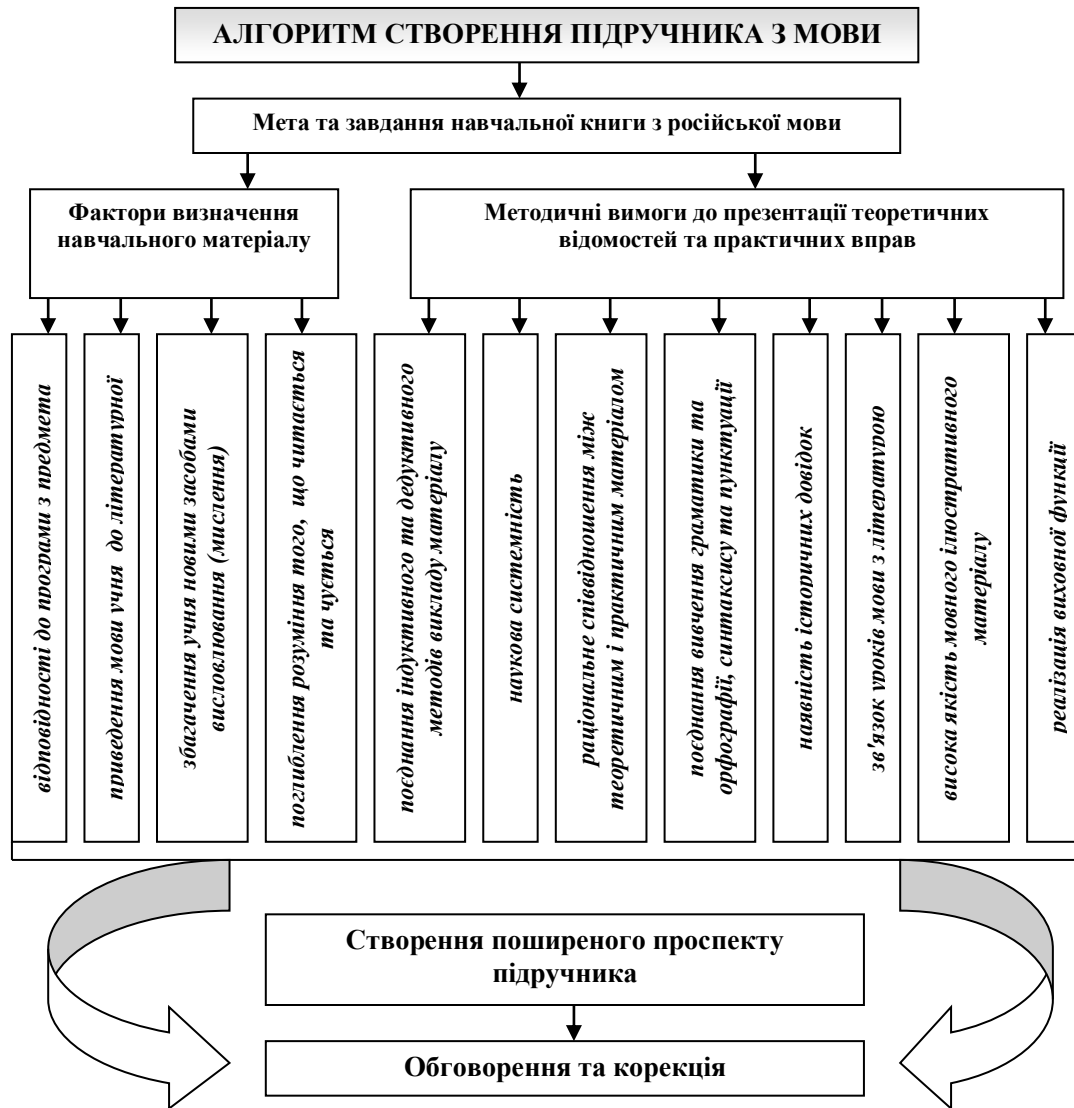 АЛГОРИТМ СТВОРЕННЯ ПІДРУЧНИКА З МОВИ
Мета та завдання навчальної книги з російської мови
Фактори визначення
навчального матеріалу
Методичні вимоги до презентації теоретичних
відомостей та практичних вправ
відповідності до програми з предмета
приведення мови учня до літературної
збагачення учня новими засобами
висловлювання (мислення)
поглиблення розуміння того, що читається
та чується
поєднання індуктивного та дедуктивного
методів викладу матеріалу
наукова системність
раціональне співвідношення між
теоретичним і практичним матеріалом
поєднання вивчення граматики та
орфографії, синтаксису та пунктуації
наявність історичних довідок
зв'язок уроків мови з літературою
висока якість мовного ілюстративного
матеріалу
реалізація виховної функції
Створення поширеного проспекту
підручника
Обговорення та корекція